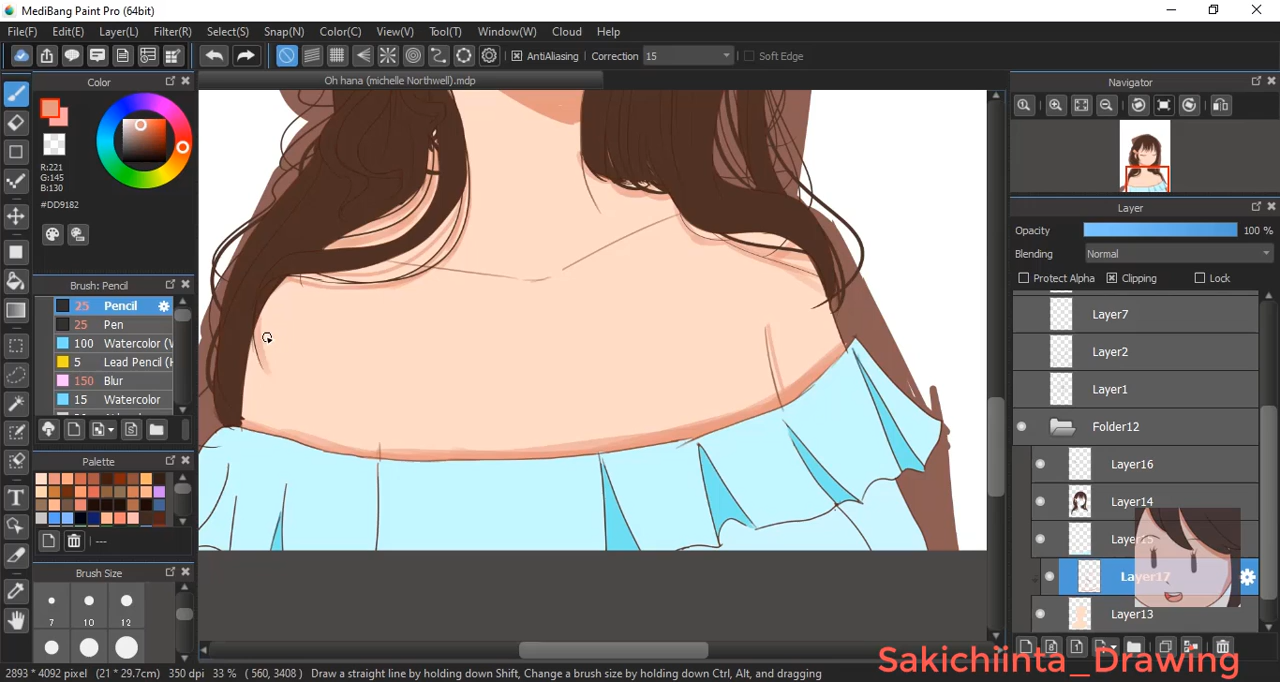 MediBang Paint Pro (64bit)
File(F) Edit(E) Layer(L) Filter(R) Select(S) Snap(N) Color(C) View(V) Tool(T) Window(W) Cloud Help
AntiAliasing Correction 15 Soft Edge
Color
Oh hana (michelle Northwell).mdp
Navigator
R:221
G:145
B:130
#DD9182
Layer
Opacity 100 %
Blending Normal
Protect Alpha Clipping Lock
Brush: Pencil
25 Pencil
25 Pen
100 Watercolor (W
5 Lead Pencil (H
150 Blur
15 Watercolor
Layer7
Layer2
Layer1
Folder12
Layer16
Layer14
Layer15
Layer17
Layer13
Palette
---
Brush Size
7 10 12
2893 * 4092 pixel (21 * 29.7cm) 350 dpi 33 % ( 560, 3408 ) Draw a straight line by holding down Shift, Change a brush size by holding down Ctrl, Alt, and dragging
Sakichiinta_Drawing